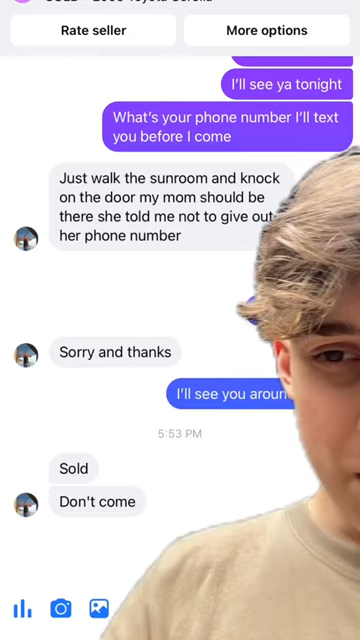 Rate seller
More options
I'll see ya tonight
What's your phone number I'll text
you before I come
Just walk the sunroom and knock
on the door my mom should be
there she told me not to give out
her phone number
Sorry and thanks
I'll see you aroun
5:53 PM
Sold
Don't come